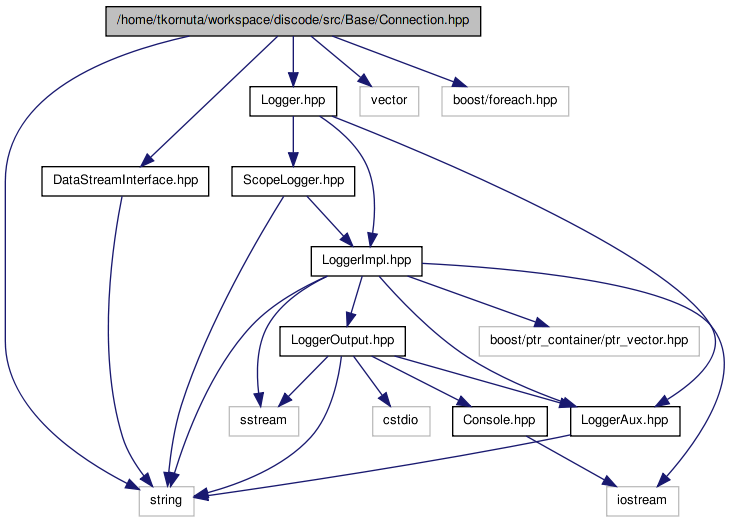 /home/tkornuta/workspace/discode/src/Base/Connection.hpp
Logger.hpp
vector
boost/foreach.hpp
DataStreamInterface.hpp
ScopeLogger.hpp
LoggerImpl.hpp
LoggerOutput.hpp
boost/ptr_container/ptr_vector.hpp
sstream
cstdio
Console.hpp
LoggerAux.hpp
string
iostream